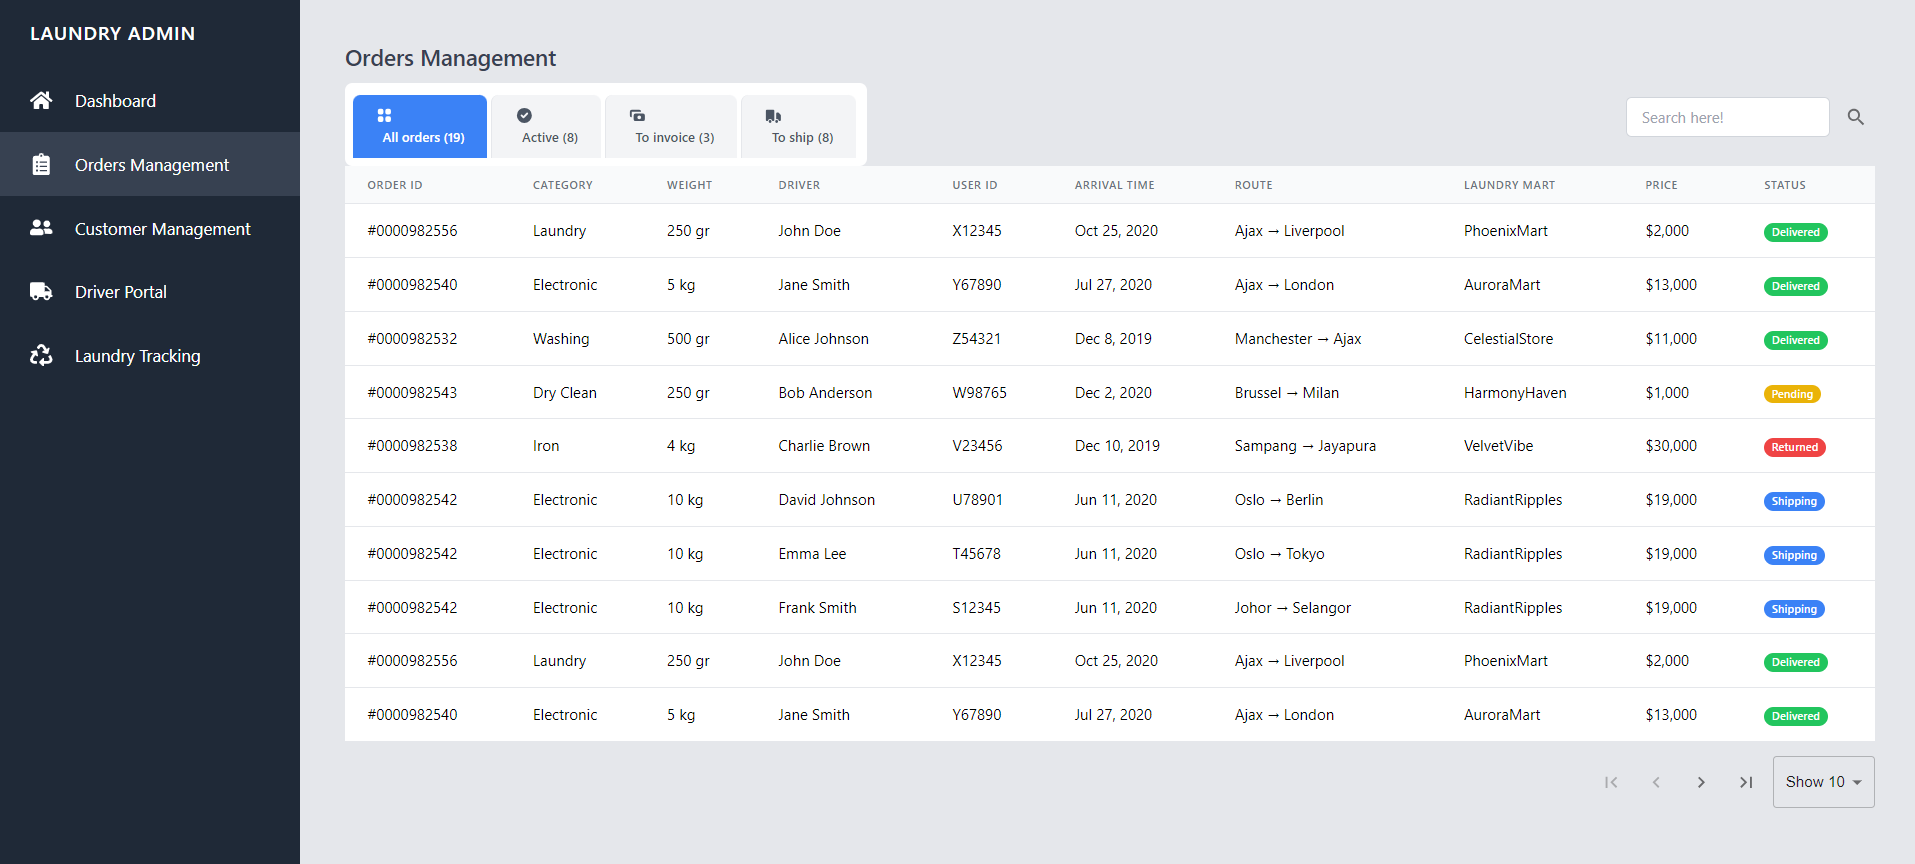 LAUNDRY ADMIN
Dashboard
Orders Management
Customer Management
Driver Portal
Laundry Tracking
Orders Management
All orders (19) Active (8) To invoice (3) To ship (8)
Search here!
ORDER ID CATEGORY WEIGHT DRIVER USER ID ARRIVAL TIME ROUTE LAUNDRY MART PRICE STATUS
#0000982556 Laundry 250 gr John Doe X12345 Oct 25, 2020 Ajax → Liverpool PhoenixMart $2,000 Delivered
#0000982540 Electronic 5 kg Jane Smith Y67890 Jul 27, 2020 Ajax → London AuroraMart $13,000 Delivered
#0000982532 Washing 500 gr Alice Johnson Z54321 Dec 8, 2019 Manchester → Ajax CelestialStore $11,000 Delivered
#0000982543 Dry Clean 250 gr Bob Anderson W98765 Dec 2, 2020 Brussel → Milan HarmonyHaven $1,000 Pending
#0000982538 Iron 4 kg Charlie Brown V23456 Dec 10, 2019 Sampang → Jayapura VelvetVibe $30,000 Returned
#0000982542 Electronic 10 kg David Johnson U78901 Jun 11, 2020 Oslo → Berlin RadiantRipples $19,000 Shipping
#0000982542 Electronic 10 kg Emma Lee T45678 Jun 11, 2020 Oslo → Tokyo RadiantRipples $19,000 Shipping
#0000982542 Electronic 10 kg Frank Smith S12345 Jun 11, 2020 Johor → Selangor RadiantRipples $19,000 Shipping
#0000982556 Laundry 250 gr John Doe X12345 Oct 25, 2020 Ajax → Liverpool PhoenixMart $2,000 Delivered
#0000982540 Electronic 5 kg Jane Smith Y67890 Jul 27, 2020 Ajax → London AuroraMart $13,000 Delivered
Show 10